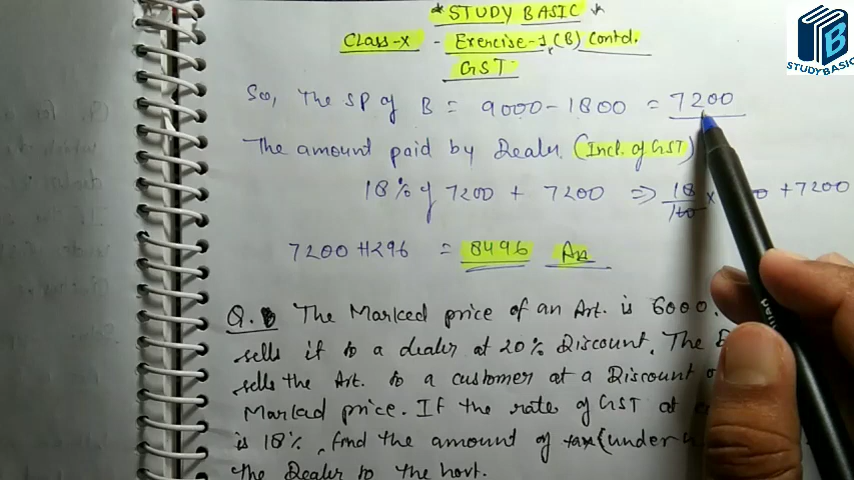 * STUDY BASIC *
Class-X - Exercise-1 (B) Contd.
GST
STUDYBASIC
So, The SP of B = 9000 - 1800 = 7200
The amount paid by Dealer (Incl. of GST)
18% of 7200 + 7200 ⇒ 18/100 × + 7200
7200 + 1296 = 8496 Ans
Q. The Marked price of an Art. is 6000.
sells it to a dealer at 20% Discount. The
sells the Art. to a customer at a Discount
Marked price. If the rate of GST at
is 18%, find the amount of tax (under
the Dealer to the